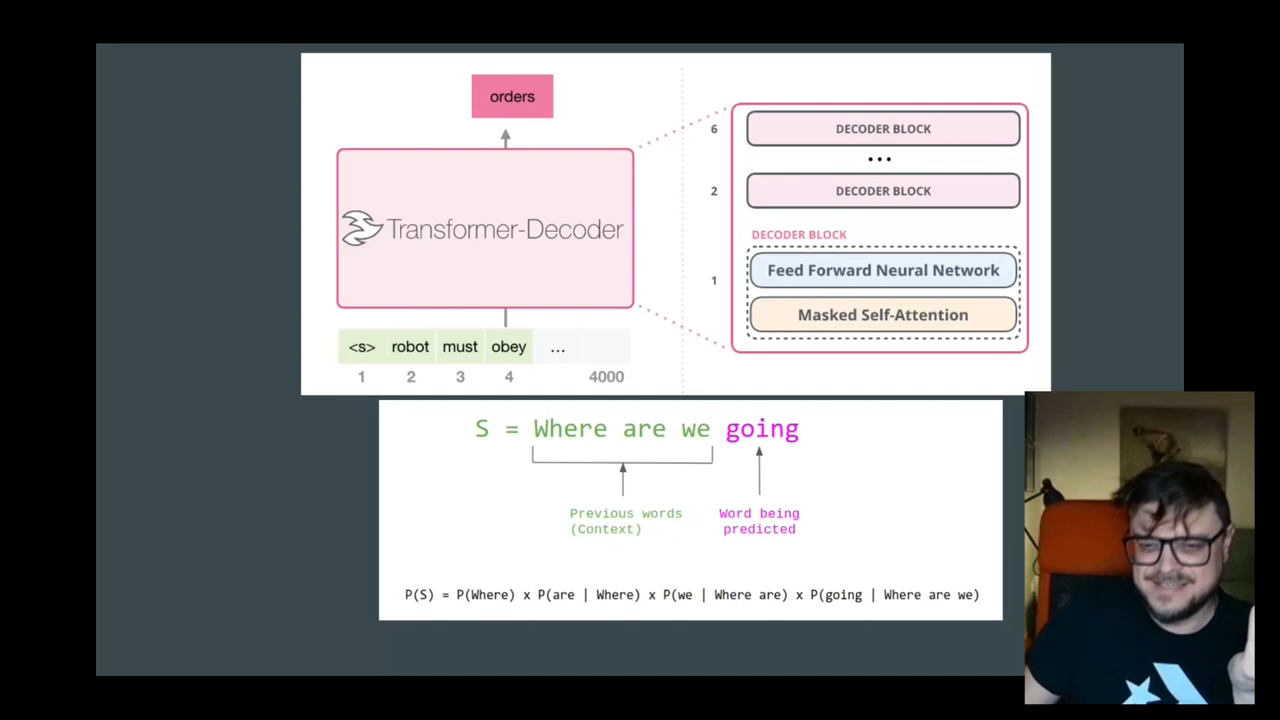 orders
Transformer-Decoder
<s> robot must obey ...
1 2 3 4 4000
6 DECODER BLOCK
...
2 DECODER BLOCK
DECODER BLOCK
1 Feed Forward Neural Network
Masked Self-Attention
S = Where are we going
Previous words
(Context)
Word being
predicted
P(S) = P(Where) x P(are | Where) x P(we | Where are) x P(going | Where are we)